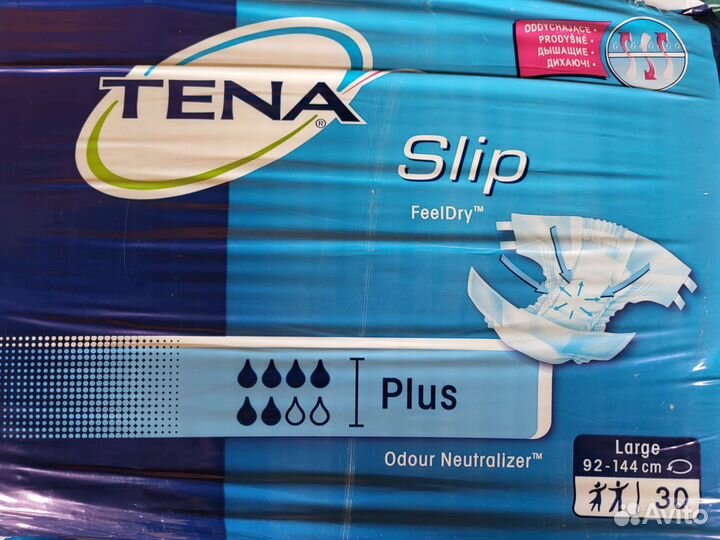 ODDYCHAJĄCE •
PRODYŠNÉ •
ДЫШАЩИЕ •
ДИХАЮЧІ •
TENA®
Slip
FeelDry™
Plus
Odour Neutralizer™
Large
92-144 cm
30
Avito